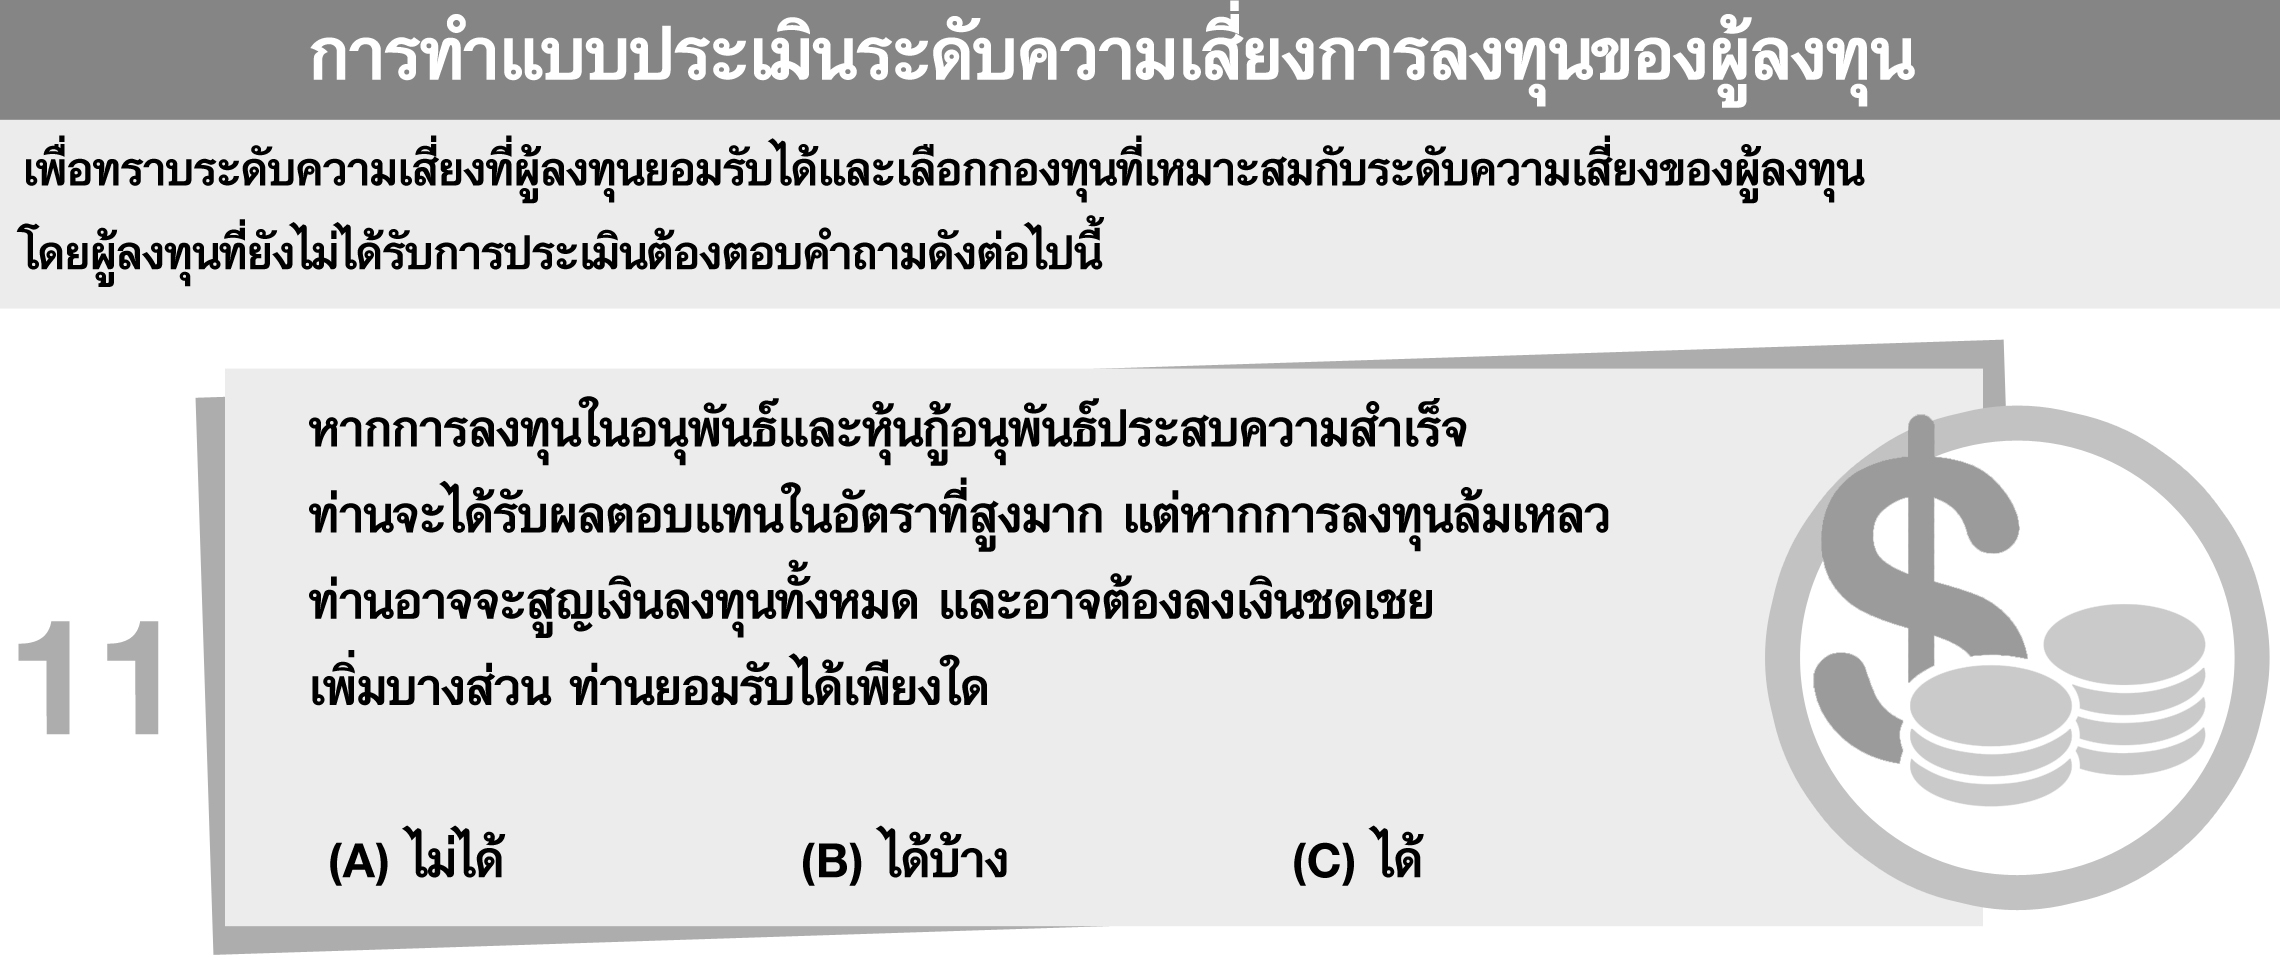 การทำแบบประเมินระดับความเสี่ยงการลงทุนของผู้ลงทุน
เพื่อทราบระดับความเสี่ยงที่ผู้ลงทุนยอมรับได้และเลือกกองทุนที่เหมาะสมกับระดับความเสี่ยงของผู้ลงทุน
โดยผู้ลงทุนที่ยังไม่ได้รับการประเมินต้องตอบคำถามดังต่อไปนี้
11
หากการลงทุนในอนุพันธ์และหุ้นกู้อนุพันธ์ประสบความสำเร็จ
ท่านจะได้รับผลตอบแทนในอัตราที่สูงมาก แต่หากการลงทุนล้มเหลว
ท่านอาจจะสูญเงินลงทุนทั้งหมด และอาจต้องลงเงินชดเชย
เพิ่มบางส่วน ท่านยอมรับได้เพียงใด
(A) ไม่ได้ (B) ได้บ้าง (C) ได้